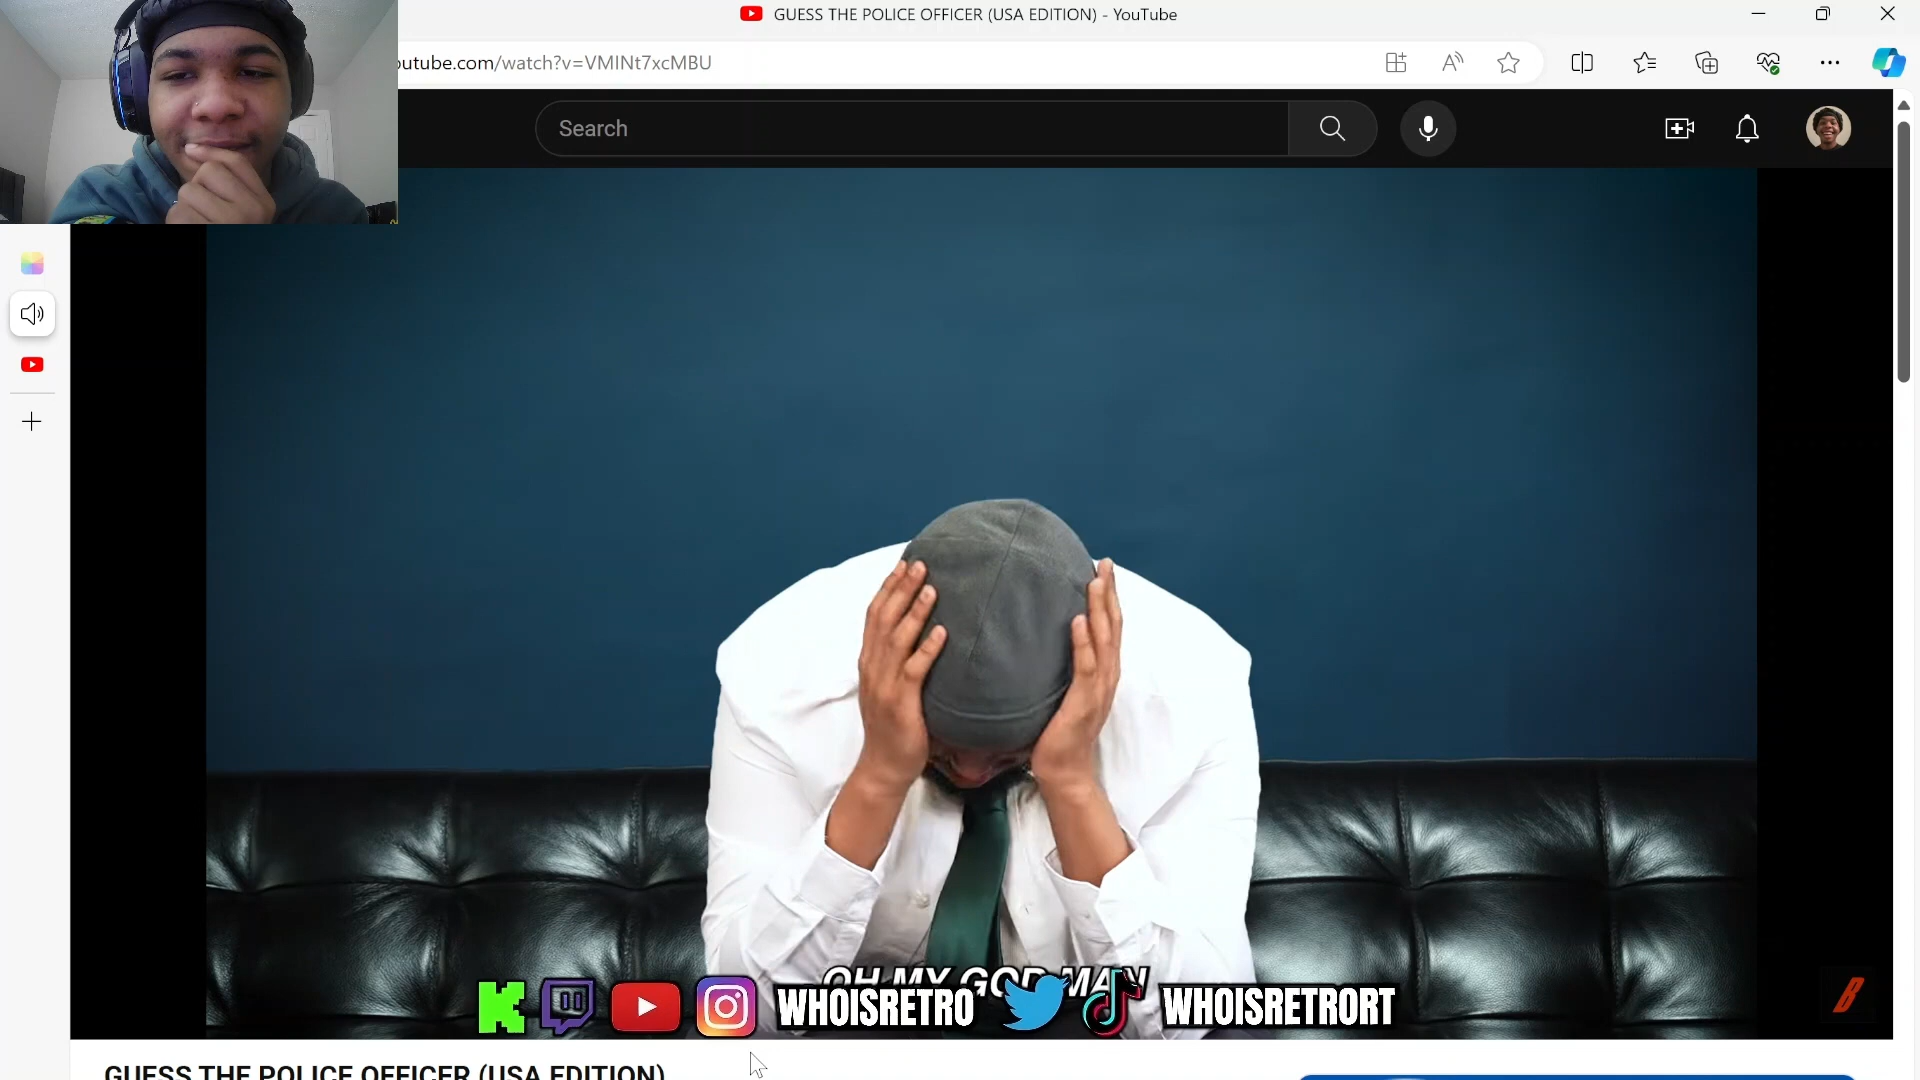 GUESS THE POLICE OFFICER (USA EDITION) - YouTube
outube.com/watch?v=VMINt7xcMBU
Search
OH MY GOD MAN
WHOISRETRO WHOISRETRORT
GUESS THE POLICE OFFICER (USA EDITION)